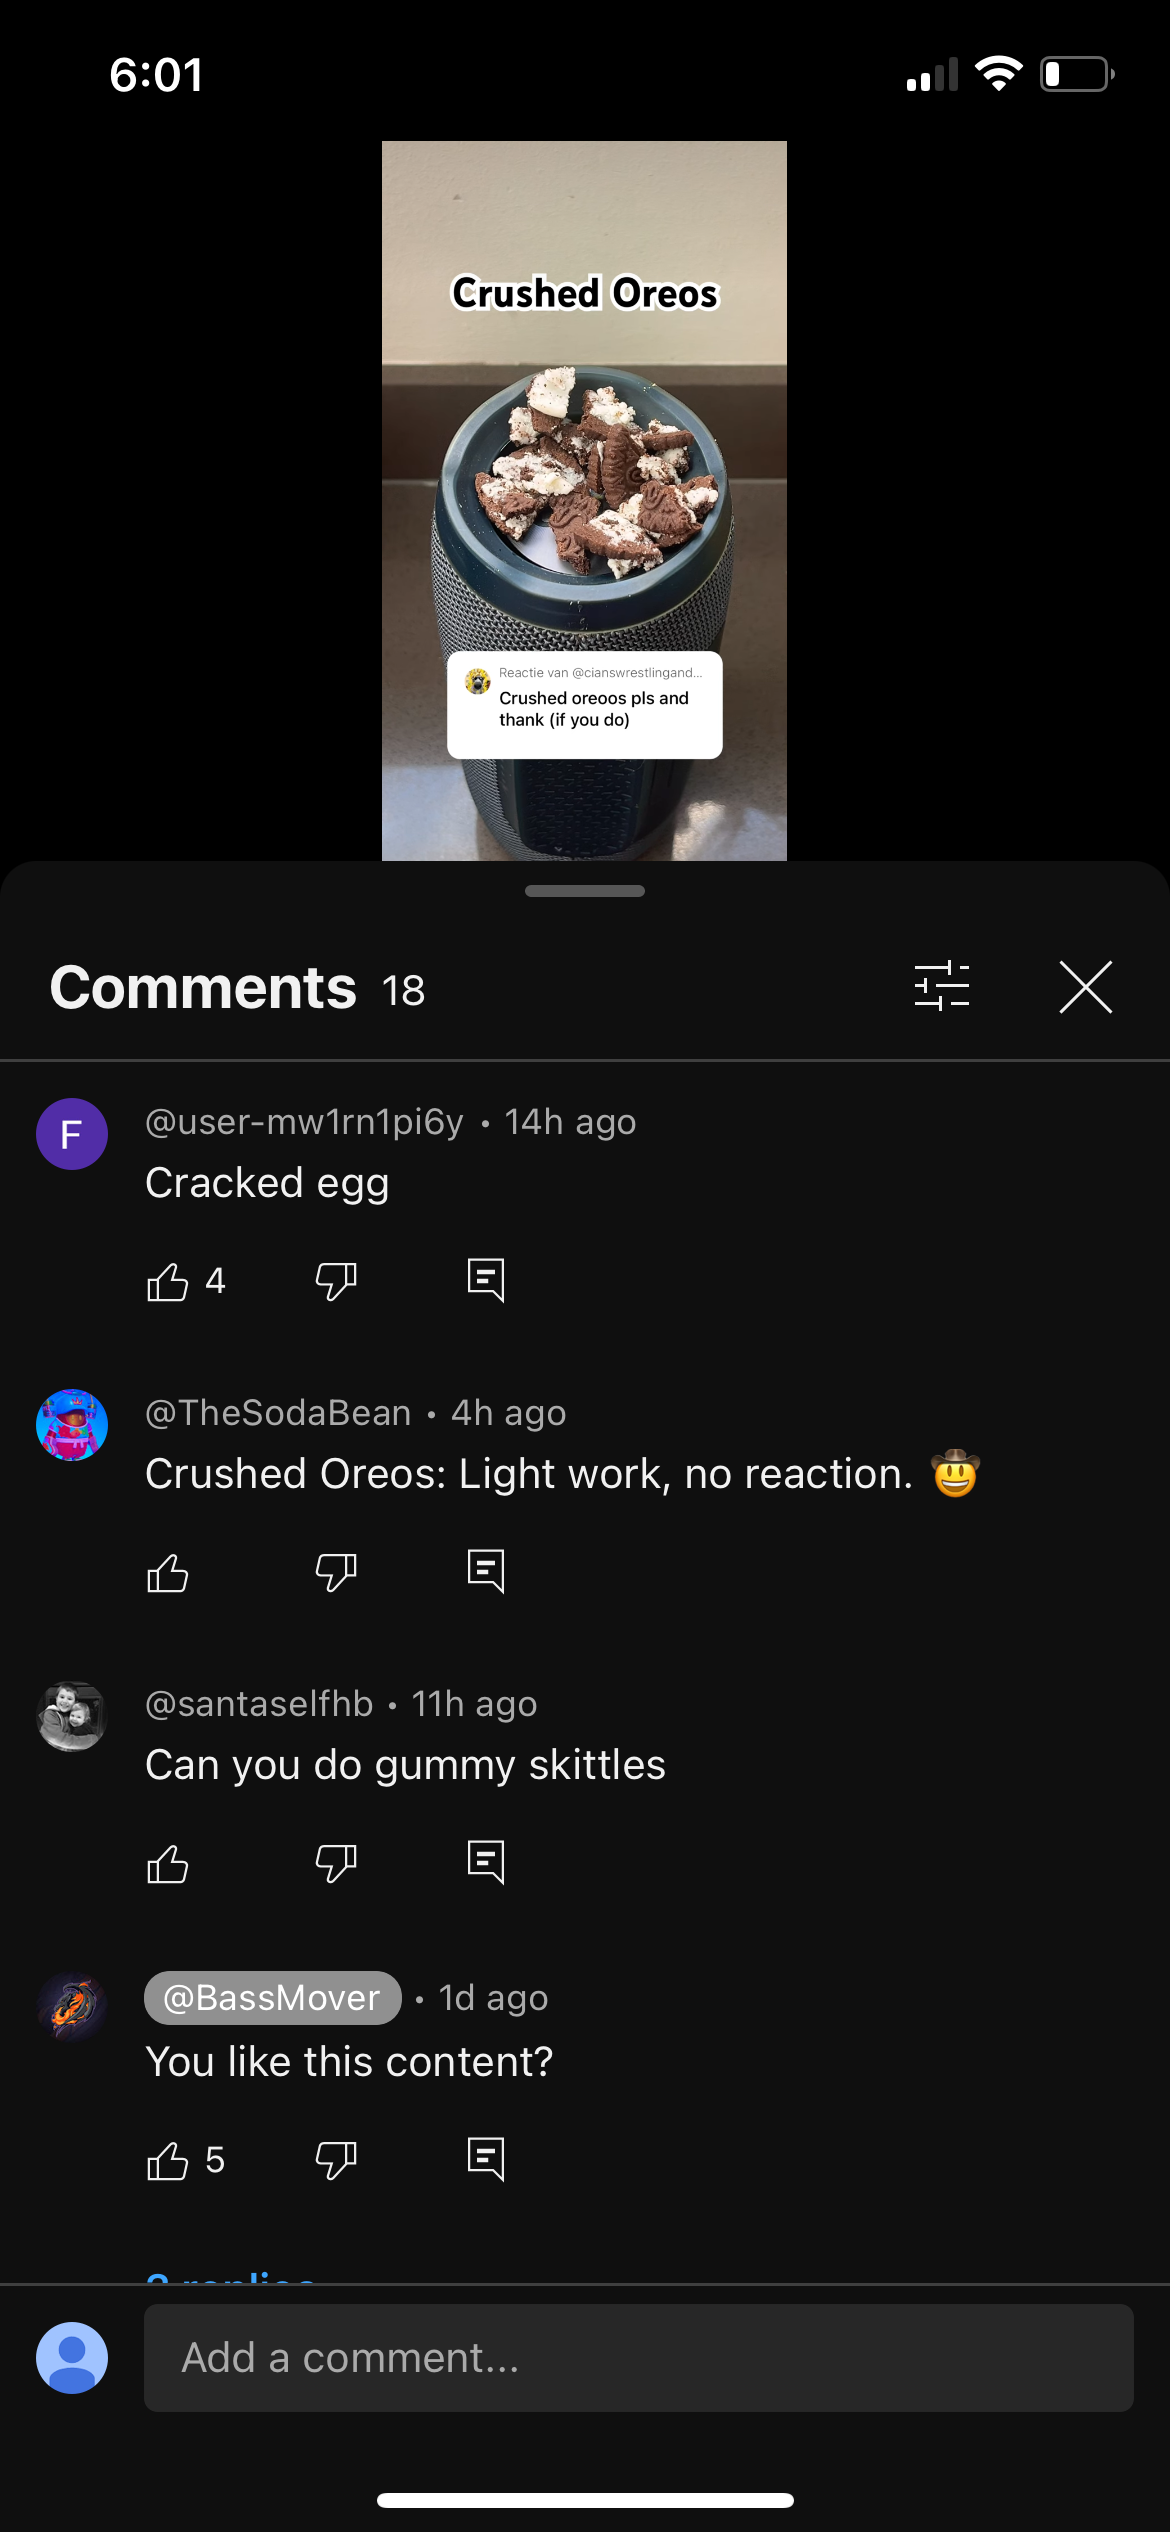 6:01
Crushed Oreos
Reactie van @cianswrestlingand...
Crushed oreoos pls and
thank (if you do)
Comments 18
F
@user-mw1rn1pi6y • 14h ago
Cracked egg
4
@TheSodaBean • 4h ago
Crushed Oreos: Light work, no reaction. 🤠
@santaselfhb • 11h ago
Can you do gummy skittles
@BassMover • 1d ago
You like this content?
5
replies
Add a comment...